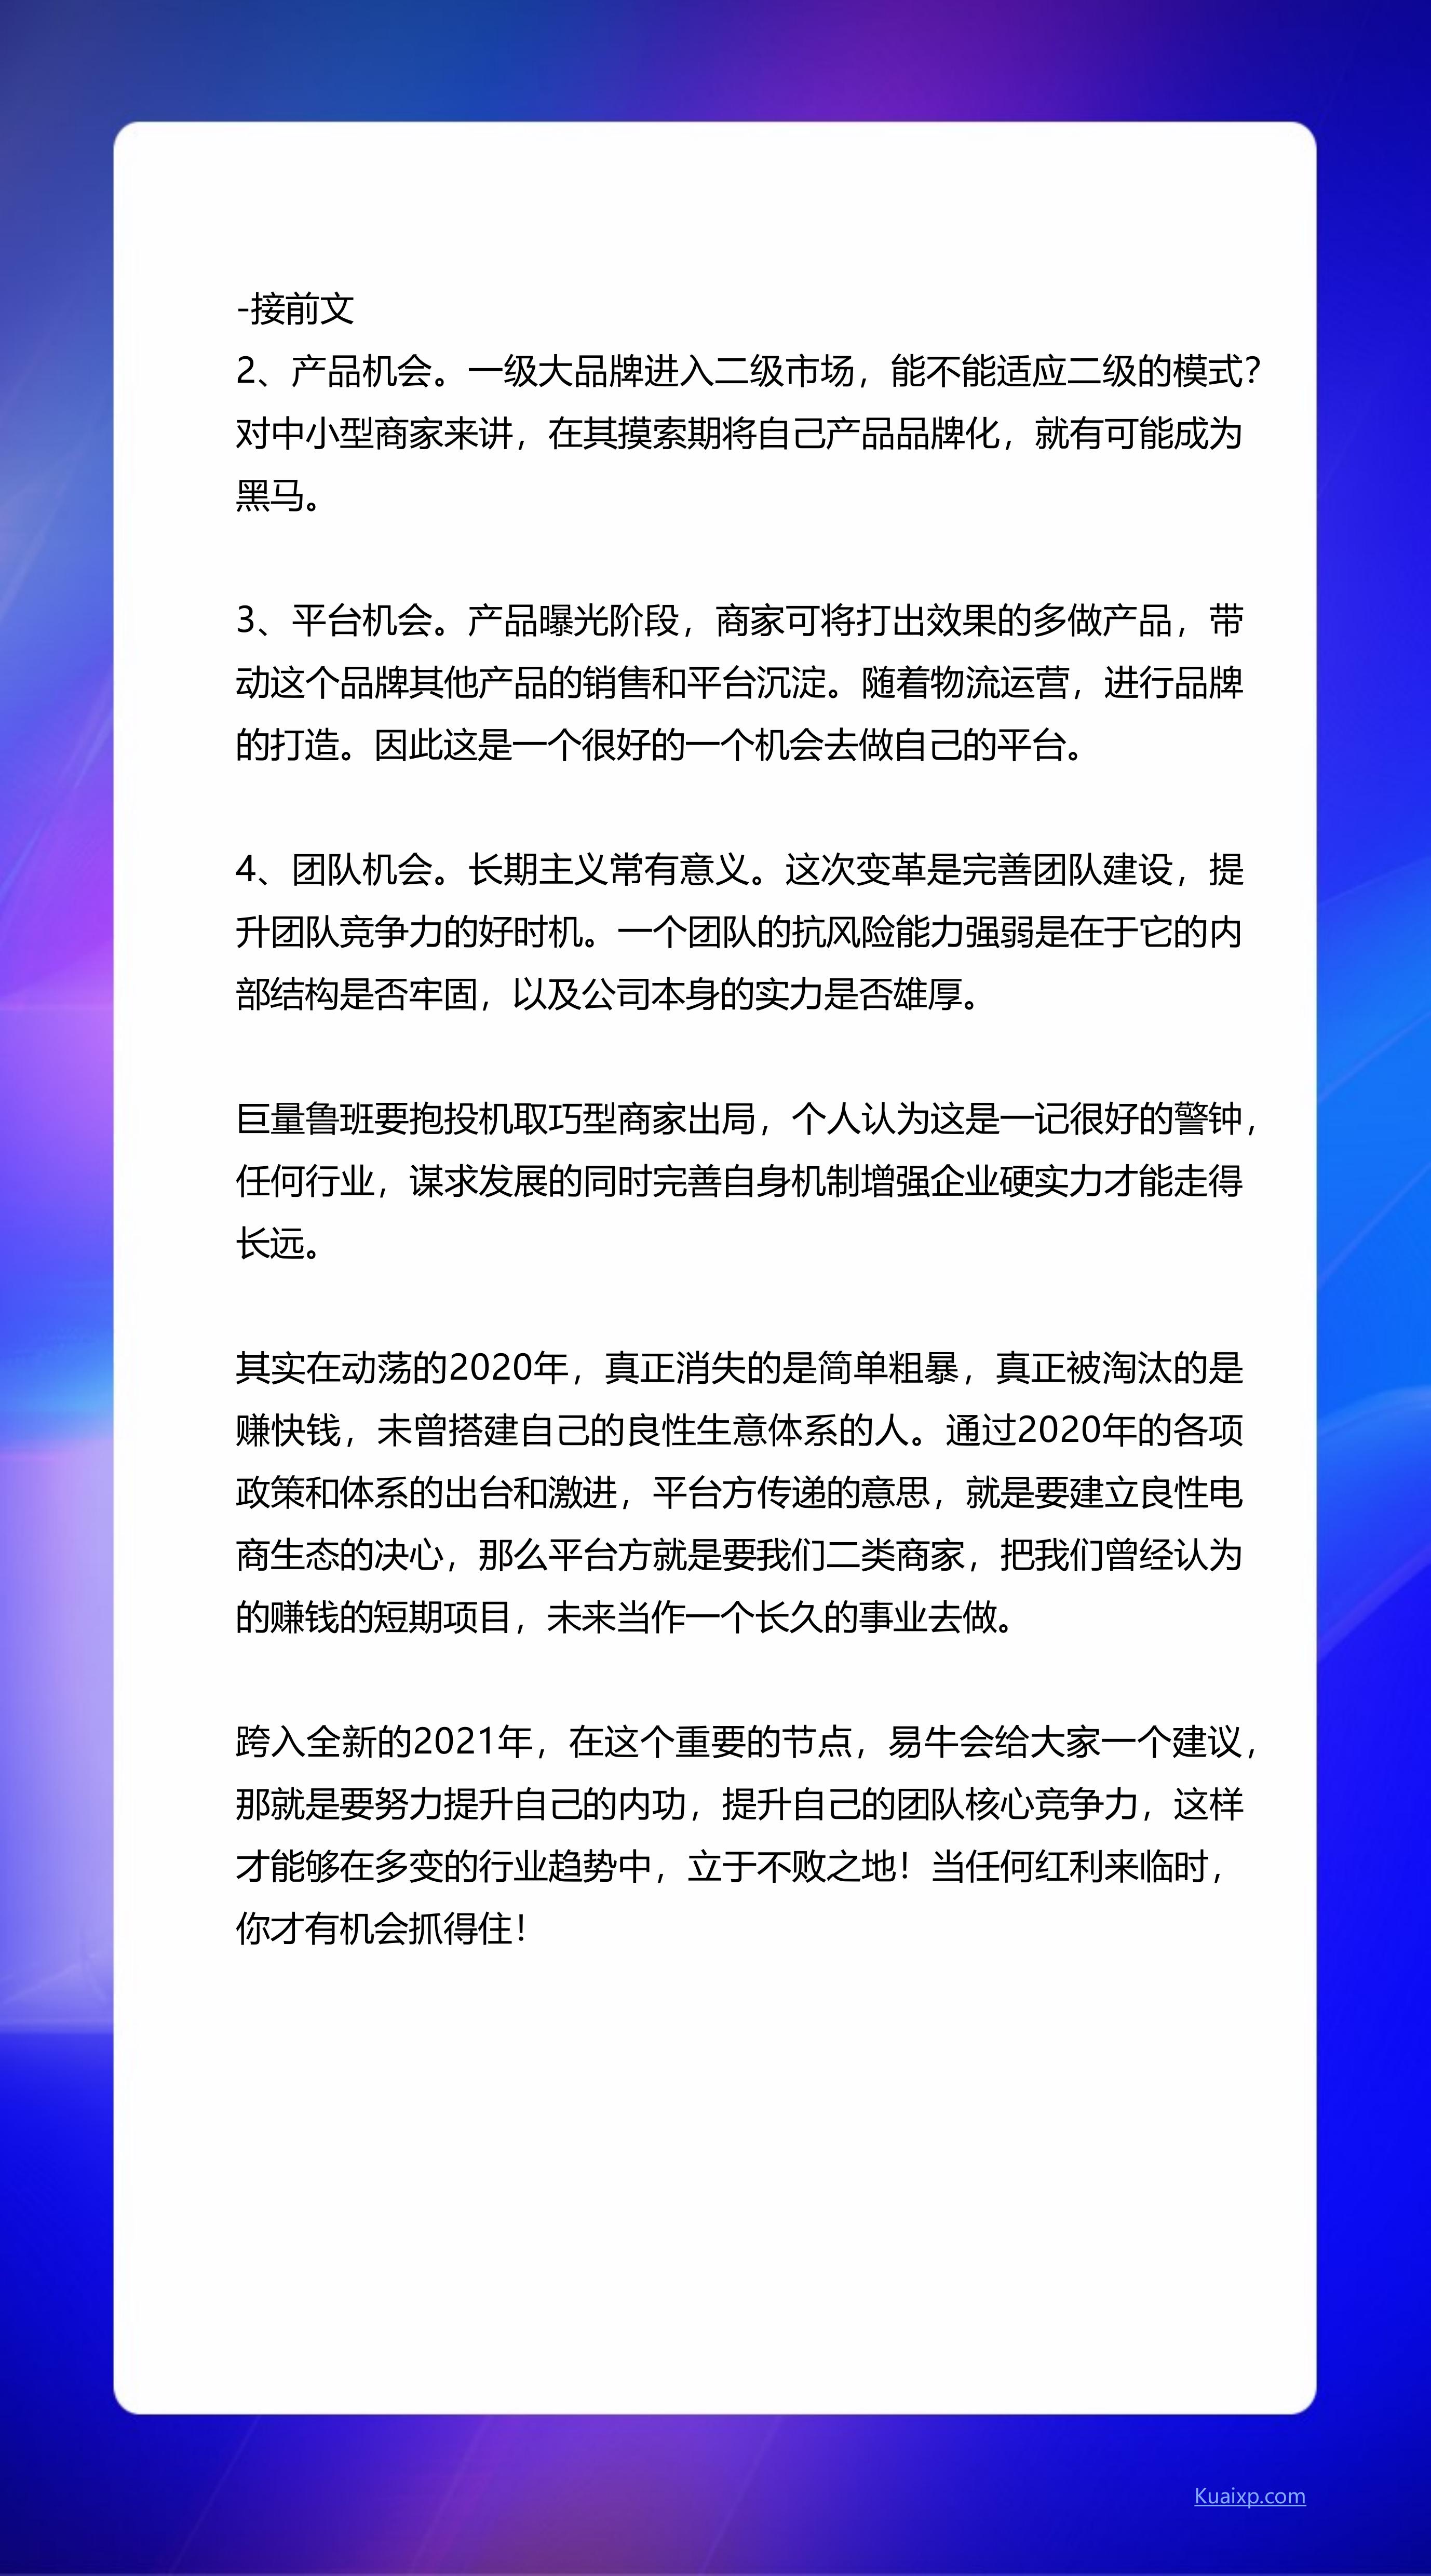 -接前文
2、产品机会。一级大品牌进入二级市场，能不能适应二级的模式？
对中小型商家来讲，在其摸索期将自己产品品牌化，就有可能成为
黑马。
3、平台机会。产品曝光阶段，商家可将打出效果的多做产品，带
动这个品牌其他产品的销售和平台沉淀。随着物流运营，进行品牌
的打造。因此这是一个很好的一个机会去做自己的平台。
4、团队机会。长期主义常有意义。这次变革是完善团队建设，提
升团队竞争力的好时机。一个团队的抗风险能力强弱是在于它的内
部结构是否牢固，以及公司本身的实力是否雄厚。
巨量鲁班要抱投机取巧型商家出局，个人认为这是一记很好的警钟，
任何行业，谋求发展的同时完善自身机制增强企业硬实力才能走得
长远。
其实在动荡的2020年，真正消失的是简单粗暴，真正被淘汰的是
赚快钱，未曾搭建自己的良性生意体系的人。通过2020年的各项
政策和体系的出台和激进，平台方传递的意思，就是要建立良性电
商生态的决心，那么平台方就是要我们二类商家，把我们曾经认为
的赚钱的短期项目，未来当作一个长久的事业去做。
跨入全新的2021年，在这个重要的节点，易牛会给大家一个建议，
那就是要努力提升自己的内功，提升自己的团队核心竞争力，这样
才能够在多变的行业趋势中，立于不败之地！当任何红利来临时，
你才有机会抓得住！
Kuaixp.com